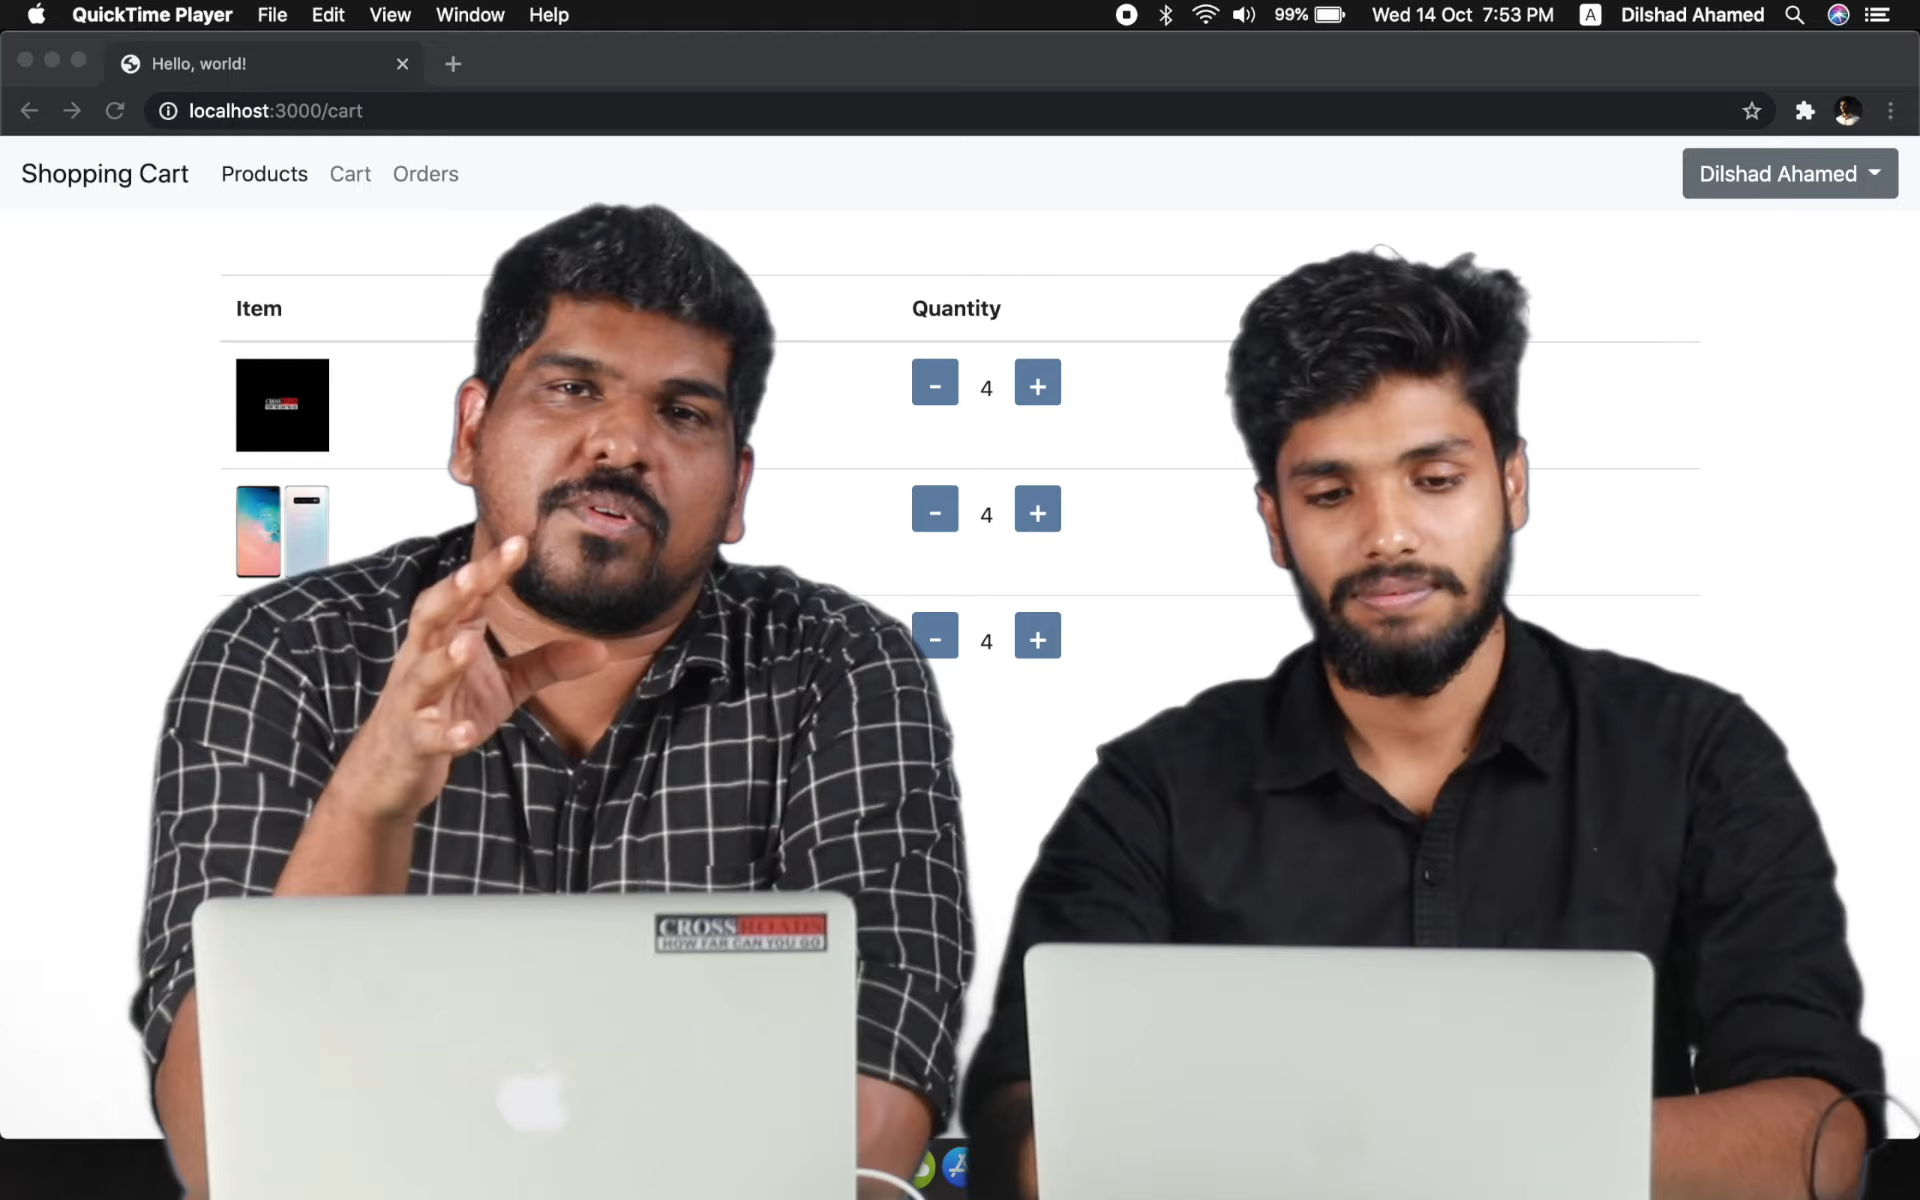 QuickTime Player File Edit View Window Help 99% Wed 14 Oct 7:53 PM A Dilshad Ahamed
Hello, world!
localhost:3000/cart
Shopping Cart Products Cart Orders Dilshad Ahamed
Item Quantity
- 4 +
- 4 +
- 4 +
CROSSROADS
HOW FAR CAN YOU GO